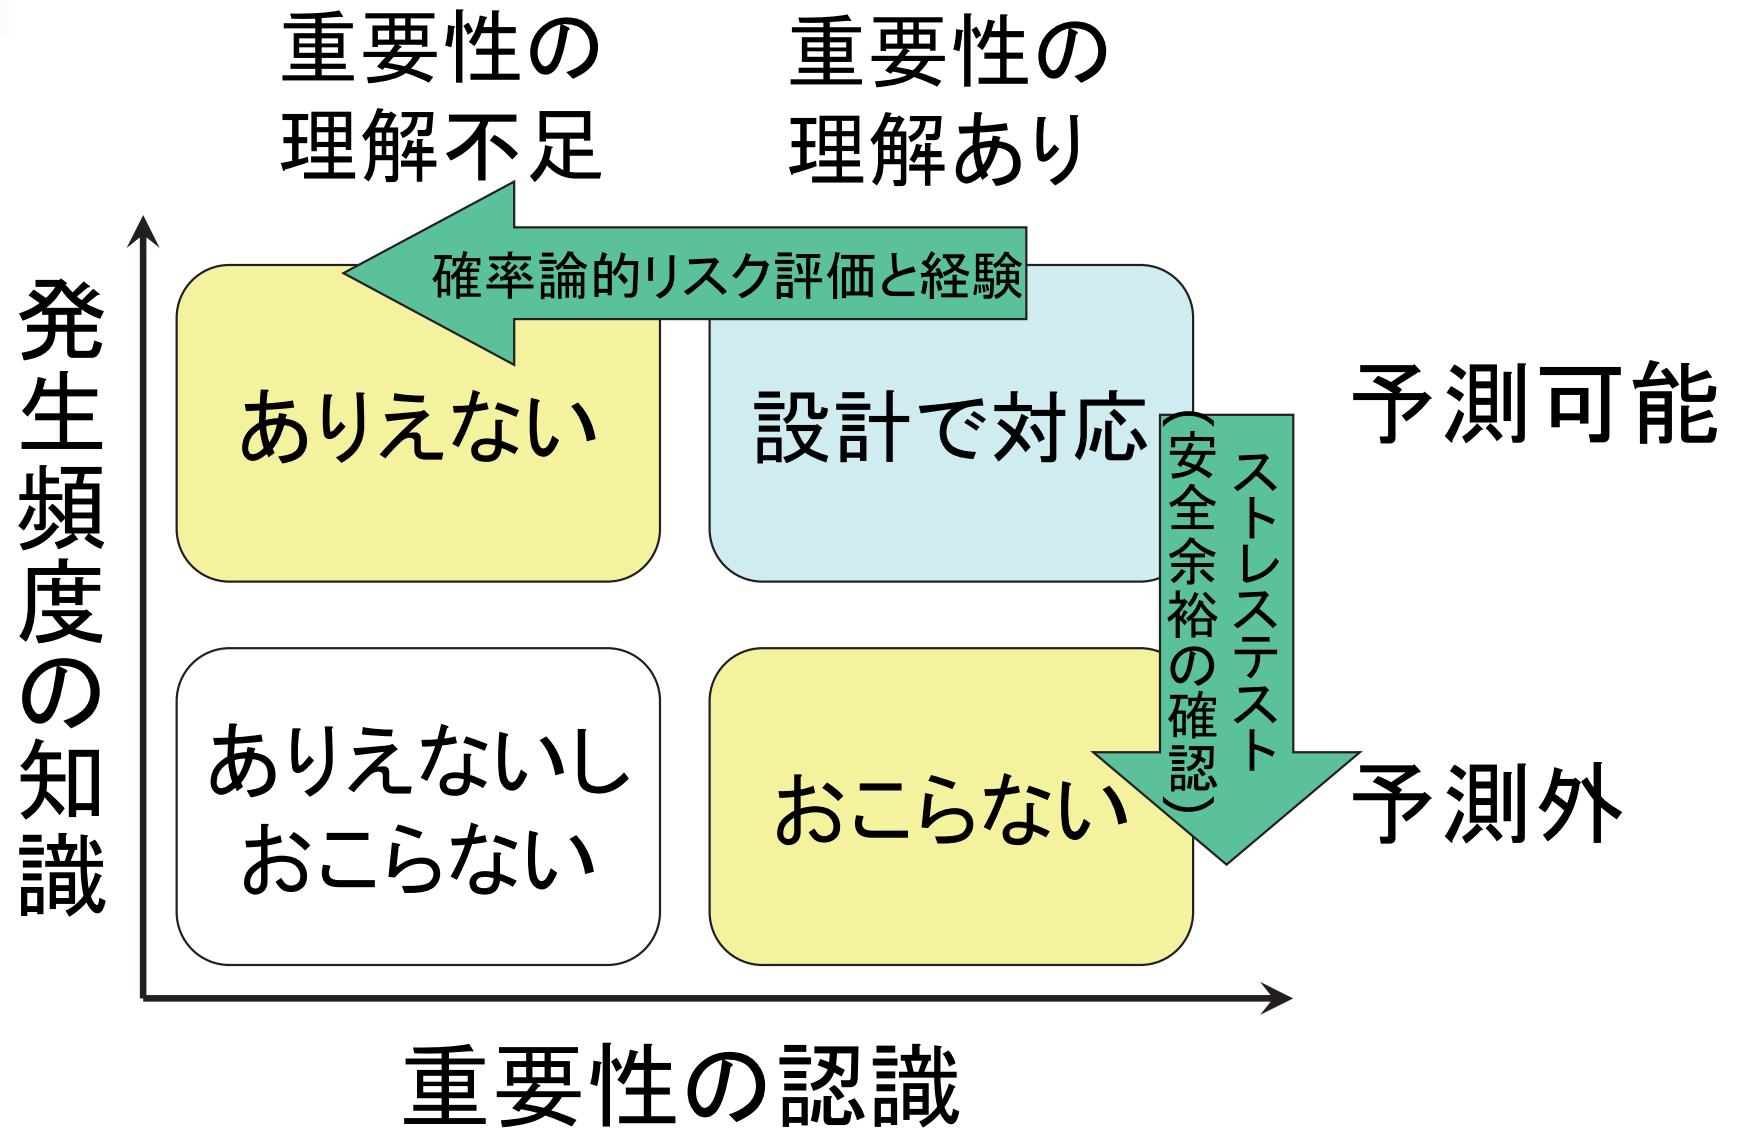 重要性の
理解不足
重要性の
理解あり
発生頻度の知識
確率論的リスク評価と経験
ありえない
設計で対応
予測可能
ストレステスト
(安全余裕の確認)
ありえないし
おこらない
おこらない
予測外
重要性の認識